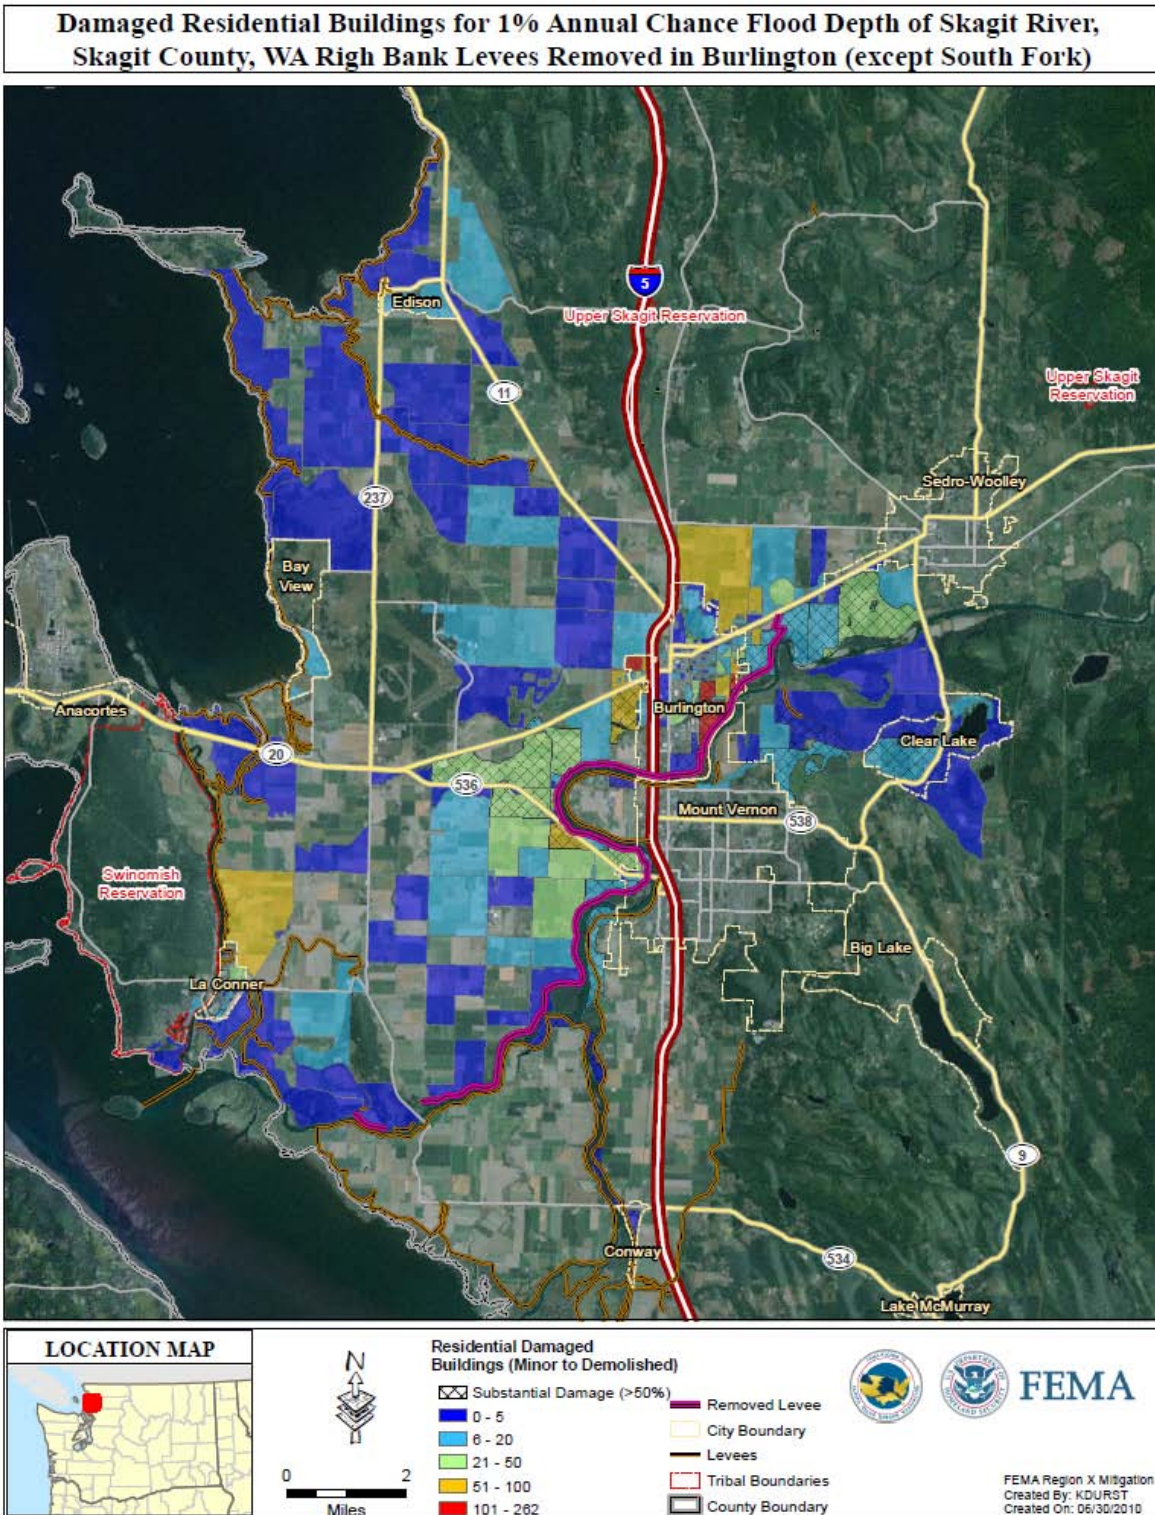 Damaged Residential Buildings for 1% Annual Chance Flood Depth of Skagit River,
Skagit County, WA Righ Bank Levees Removed in Burlington (except South Fork)
Edison
5
Upper Skagit Reservation
11
Upper Skagit
Reservation
Sedro-Woolley
237
Bay
View
Anacortes
Burlington
Clear Lake
20
536
Mount Vernon
538
Swinomish
Reservation
Big Lake
La Conner
9
Conway
534
Lake McMurray
LOCATION MAP
N
0 2
Miles
Residential Damaged
Buildings (Minor to Demolished)
Substantial Damage (>50%)
0 - 5
6 - 20
21 - 50
51 - 100
101 - 262
Removed Levee
City Boundary
Levees
Tribal Boundaries
County Boundary
FEMA
FEMA Region X Mitigation
Created By: KDURST
Created On: 06/30/2010